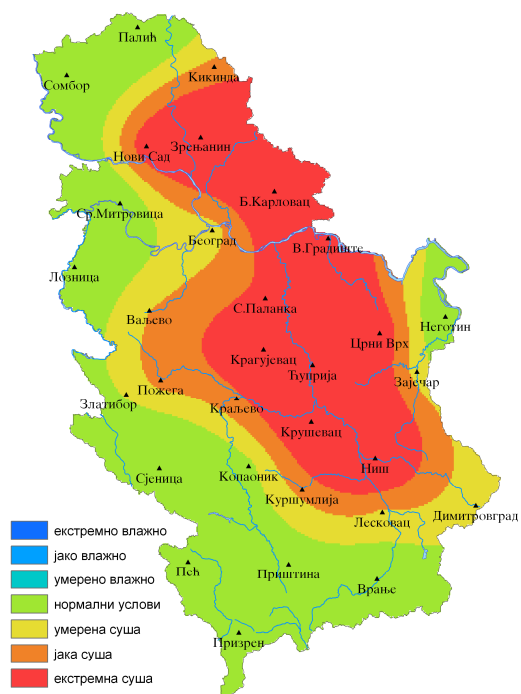 Палић
Кикинда
Сомбор
Зрењанин
Нови Сад
Б.Карловац
Ср.Митровица
Београд
В.Градиште
Лозница
С.Паланка
Ваљево
Неготин
Црни Врх
Крагујевац
Ћуприја
Зајечар
Пожега
Златибор
Краљево
Крушевац
Ниш
Сјеница
Копаоник
Куршумлија
Лесковац
Димитровград
Пећ
Приштина
Врање
Призрен
екстремно влажно
јако влажно
умерено влажно
нормални услови
умерена суша
јака суша
екстремна суша